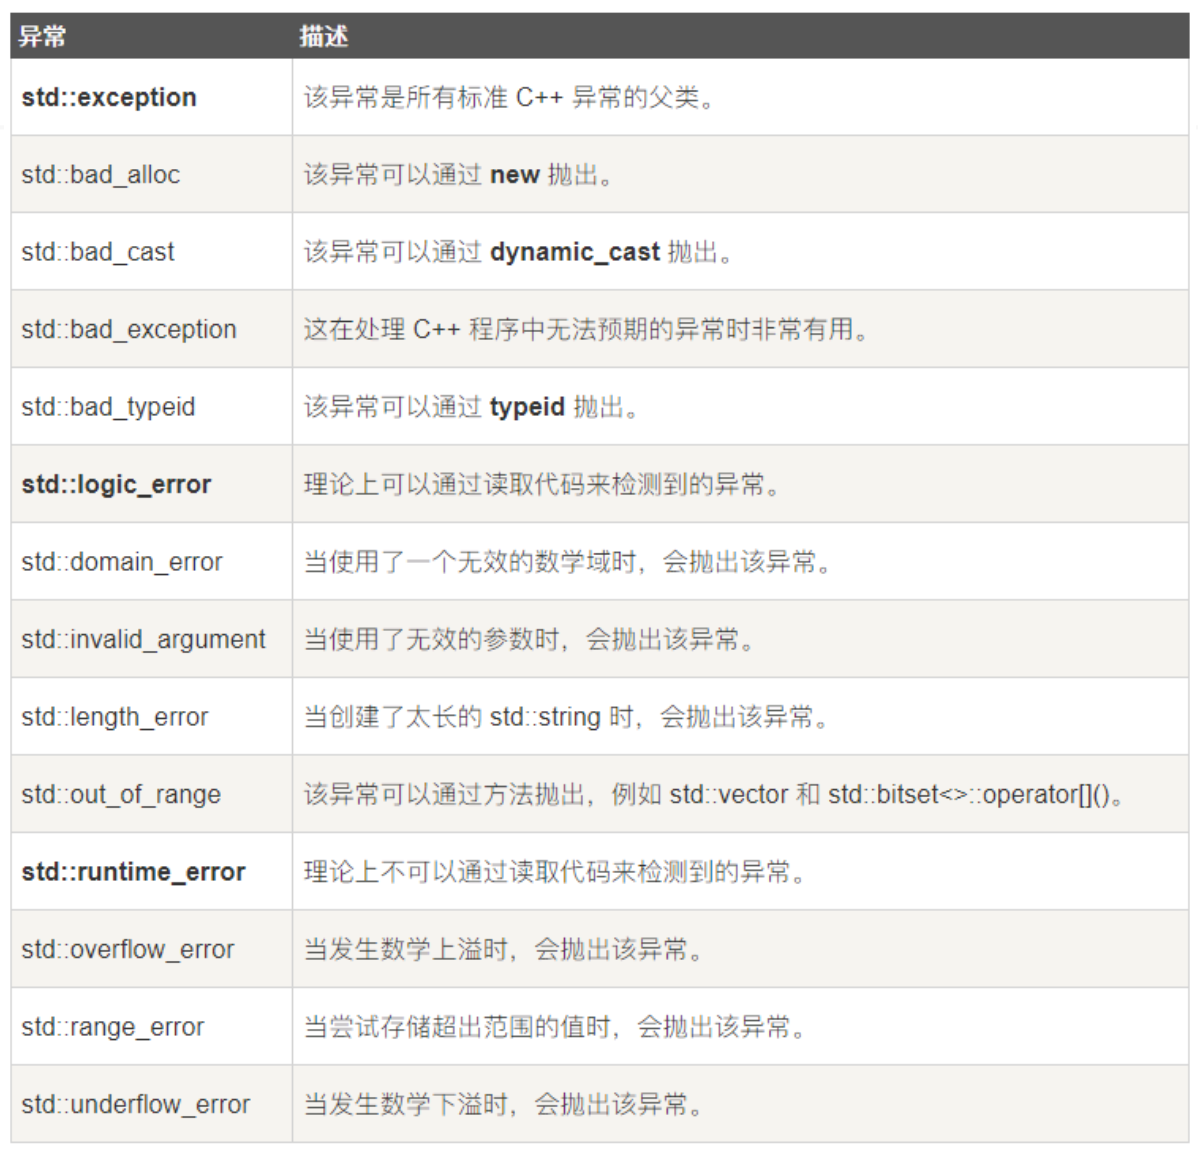 异常 描述
std::exception 该异常是所有标准 C++ 异常的父类。
std::bad_alloc 该异常可以通过 new 抛出。
std::bad_cast 该异常可以通过 dynamic_cast 抛出。
std::bad_exception 这在处理 C++ 程序中无法预期的异常时非常有用。
std::bad_typeid 该异常可以通过 typeid 抛出。
std::logic_error 理论上可以通过读取代码来检测到的异常。
std::domain_error 当使用了一个无效的数学域时，会抛出该异常。
std::invalid_argument 当使用了无效的参数时，会抛出该异常。
std::length_error 当创建了太长的 std::string 时，会抛出该异常。
std::out_of_range 该异常可以通过方法抛出，例如 std::vector 和 std::bitset<>::operator[]()。
std::runtime_error 理论上不可以通过读取代码来检测到的异常。
std::overflow_error 当发生数学上溢时，会抛出该异常。
std::range_error 当尝试存储超出范围的值时，会抛出该异常。
std::underflow_error 当发生数学下溢时，会抛出该异常。